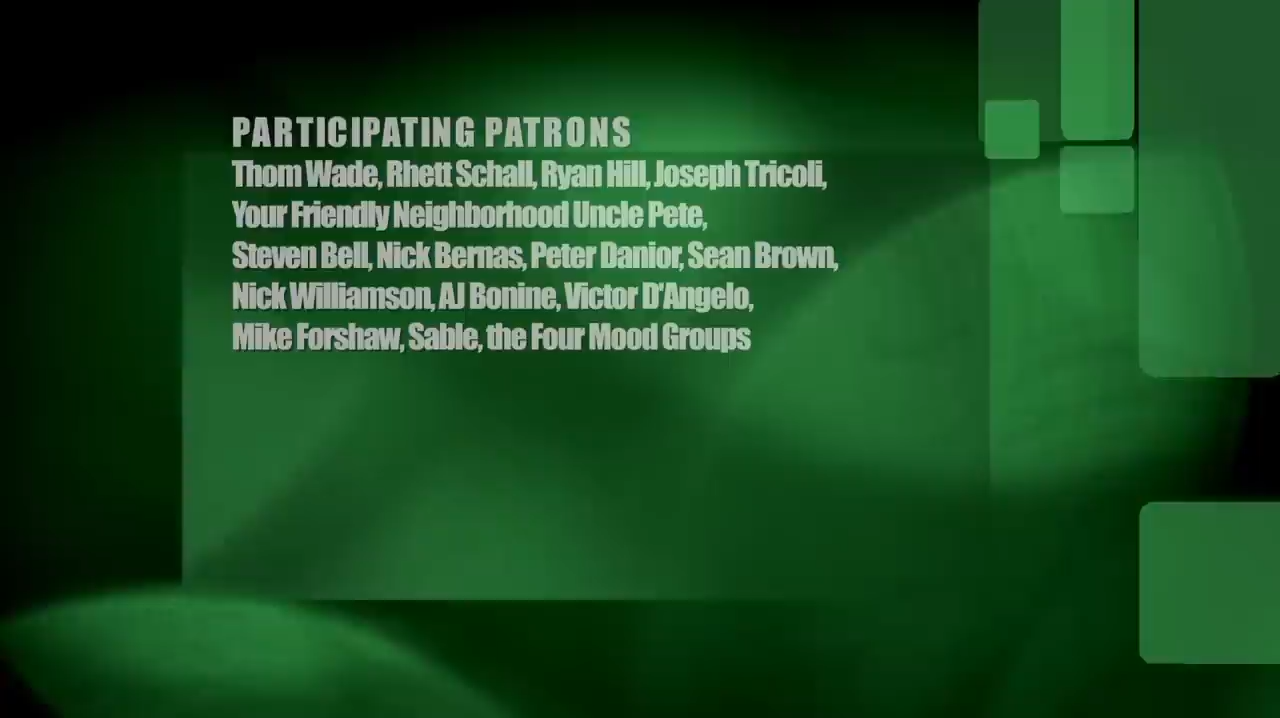 PARTICIPATING PATRONS
Thom Wade, Rhett Schall, Ryan Hill, Joseph Tricoli,
Your Friendly Neighborhood Uncle Pete,
Steven Bell, Nick Bernas, Peter Danior, Sean Brown,
Nick Williamson, AJ Bonine, Victor D'Angelo,
Mike Forshaw, Sable, the Four Mood Groups